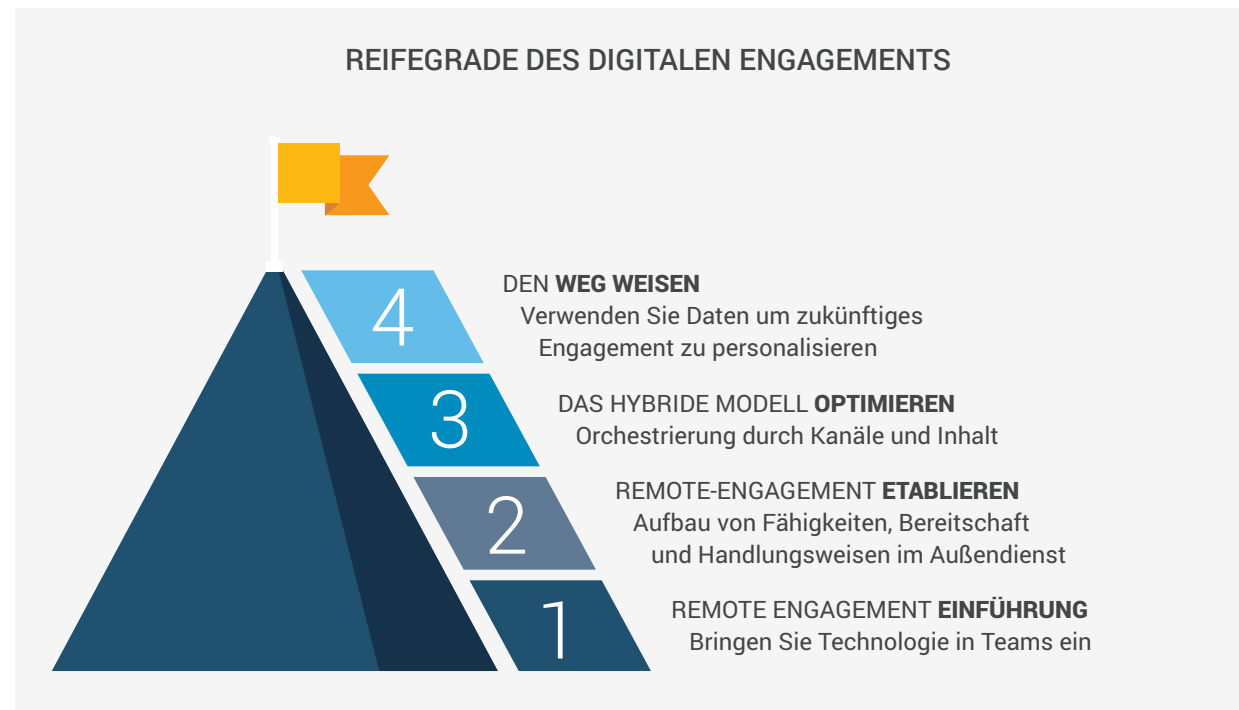 REIFEGRADE DES DIGITALEN ENGAGEMENTS
4
DEN WEG WEISEN
Verwenden Sie Daten um zukünftiges
Engagement zu personalisieren
3
DAS HYBRIDE MODELL OPTIMIEREN
Orchestrierung durch Kanäle und Inhalt
2
REMOTE-ENGAGEMENT ETABLIEREN
Aufbau von Fähigkeiten, Bereitschaft
und Handlungsweisen im Außendienst
1
REMOTE ENGAGEMENT EINFÜHRUNG
Bringen Sie Technologie in Teams ein